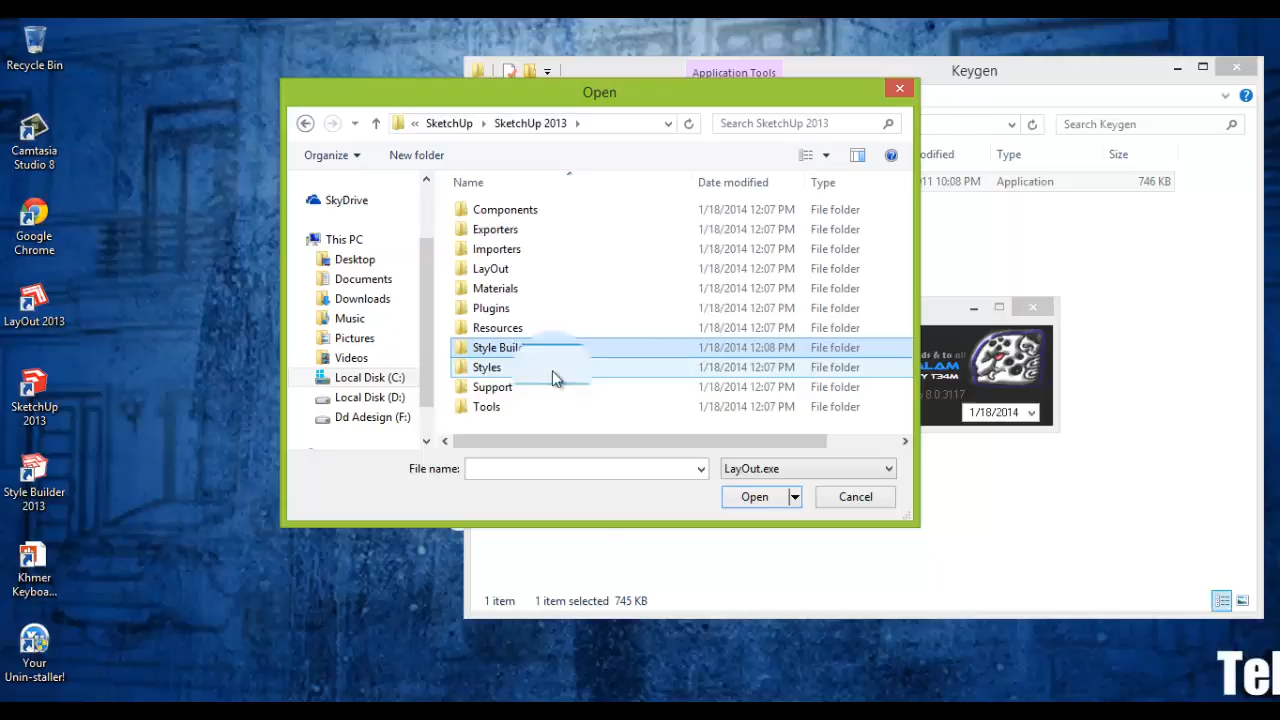 Recycle Bin
Camtasia
Studio 8
Google
Chrome
LayOut 2013
SketchUp
2013
Style Builder
2013
Khmer
Keyboa...
Your
Unin-staller!
Application Tools
Keygen
Search Keygen
odified
Type
Size
11 10:08 PM
Application
746 KB
Open
« SketchUp
SketchUp 2013
Search SketchUp 2013
Organize
New folder
SkyDrive
This PC
Desktop
Documents
Downloads
Music
Pictures
Videos
Local Disk (C:)
Local Disk (D:)
Dd Adesign (F:)
Name
Date modified
Type
Components 1/18/2014 12:07 PM File folder
Exporters 1/18/2014 12:07 PM File folder
Importers 1/18/2014 12:07 PM File folder
LayOut 1/18/2014 12:07 PM File folder
Materials 1/18/2014 12:07 PM File folder
Plugins 1/18/2014 12:07 PM File folder
Resources 1/18/2014 12:07 PM File folder
Style Buil 1/18/2014 12:08 PM File folder
Styles 1/18/2014 12:07 PM File folder
Support 1/18/2014 12:07 PM File folder
Tools 1/18/2014 12:07 PM File folder
File name:
LayOut.exe
Open
Cancel
ds & to all
ALAM
Y T34M
8.0.3117
1/18/2014
1 item
1 item selected 745 KB
Tel